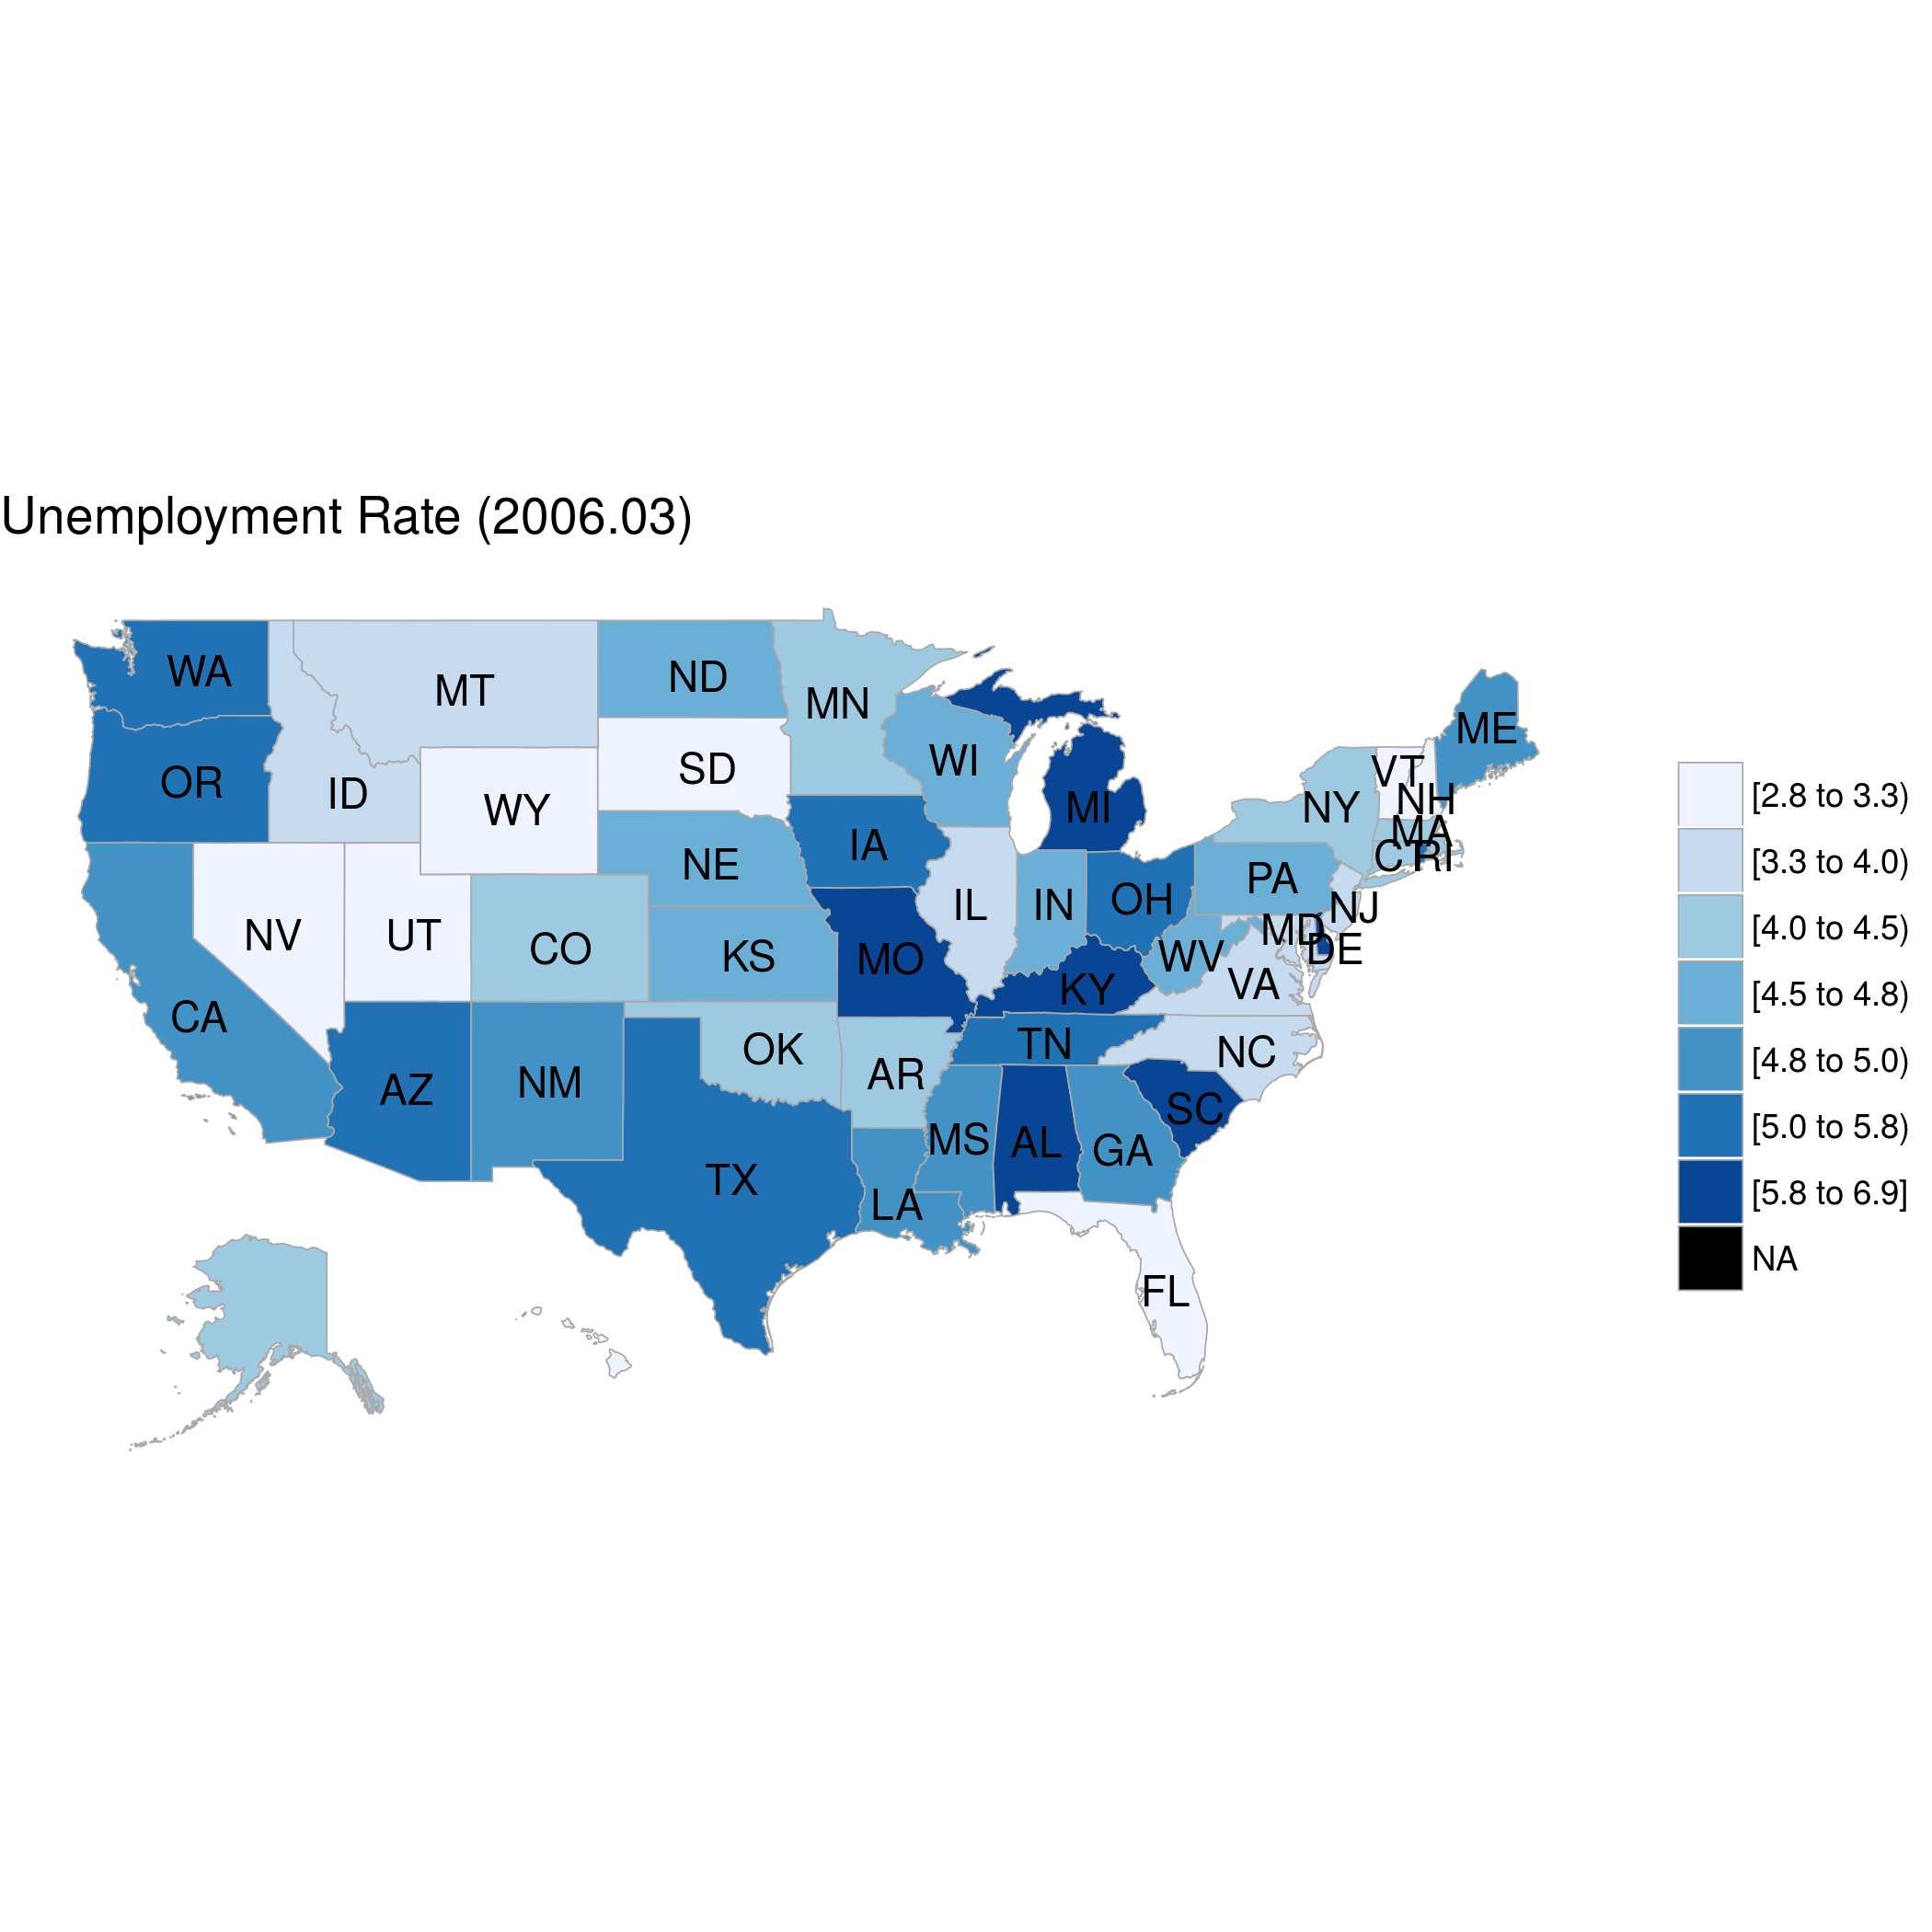 Unemployment Rate (2006.03)
WA
MT
ND
MN
ME
OR
ID
WY
SD
WI
MI
VT
NH
NY
MA
CT
RI
IA
NE
PA
NV
UT
CO
KS
MO
IL
IN
OH
NJ
MD
DE
WV
VA
KY
CA
AZ
NM
OK
AR
TN
NC
SC
TX
LA
MS
AL
GA
FL
[2.8 to 3.3)
[3.3 to 4.0)
[4.0 to 4.5)
[4.5 to 4.8)
[4.8 to 5.0)
[5.0 to 5.8)
[5.8 to 6.9]
NA